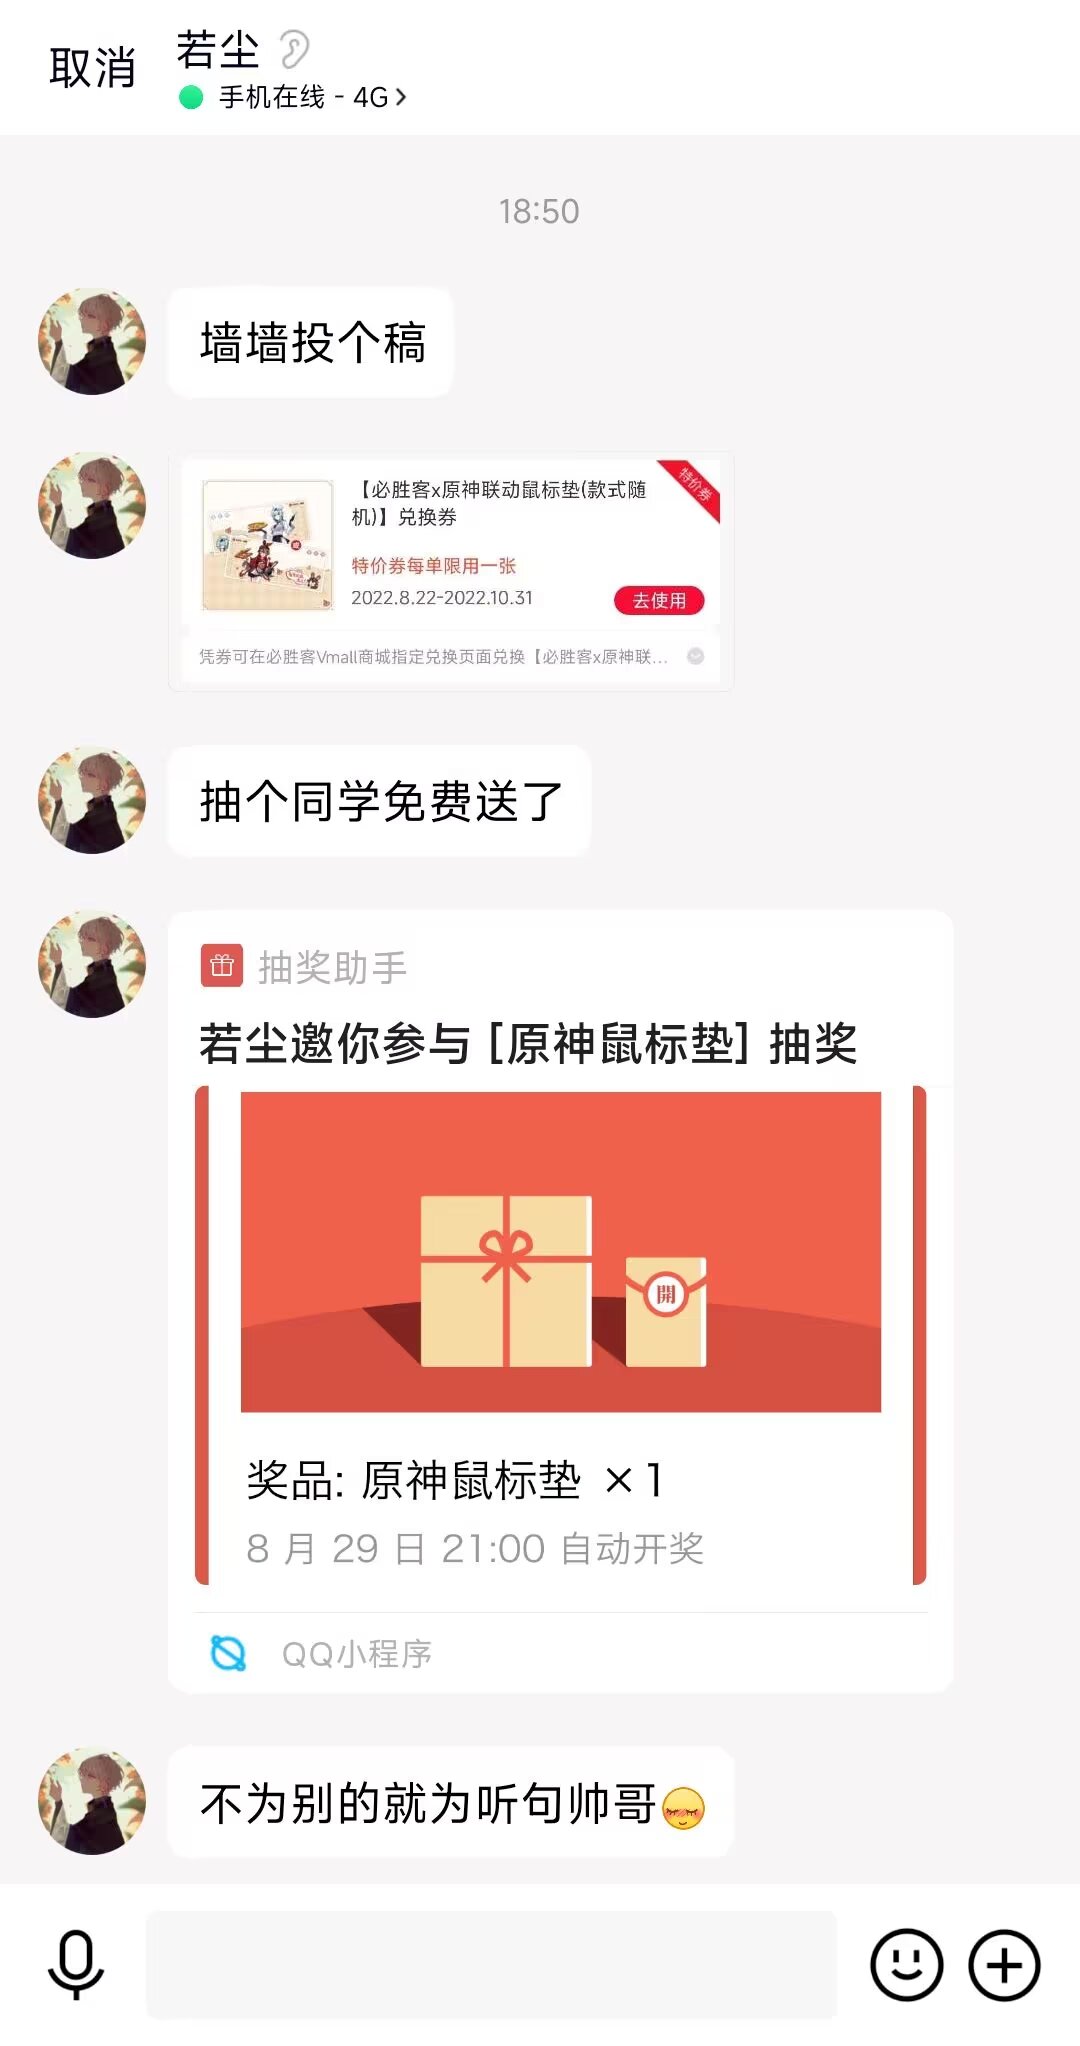 取消
若尘
手机在线 - 4G
18:50
墙墙投个稿
【必胜客x原神联动鼠标垫(款式随
机)】兑换券
特价券
特价券每单限用一张
2022.8.22-2022.10.31
去使用
凭券可在必胜客Vmall商城指定兑换页面兑换【必胜客x原神联...
抽个同学免费送了
抽奖助手
若尘邀你参与 [原神鼠标垫] 抽奖
開
奖品: 原神鼠标垫 ×1
8 月 29 日 21:00 自动开奖
QQ小程序
不为别的就为听句帅哥